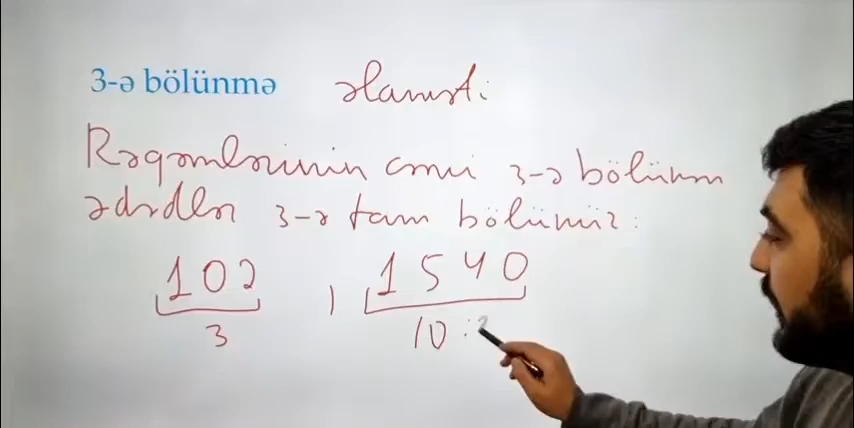 3-ə bölünmə əlaməti
Rəqəmlərinin cəmi 3-ə bölünən
ədədlər 3-ə tam bölünür:
102 , 1540
3 10 :